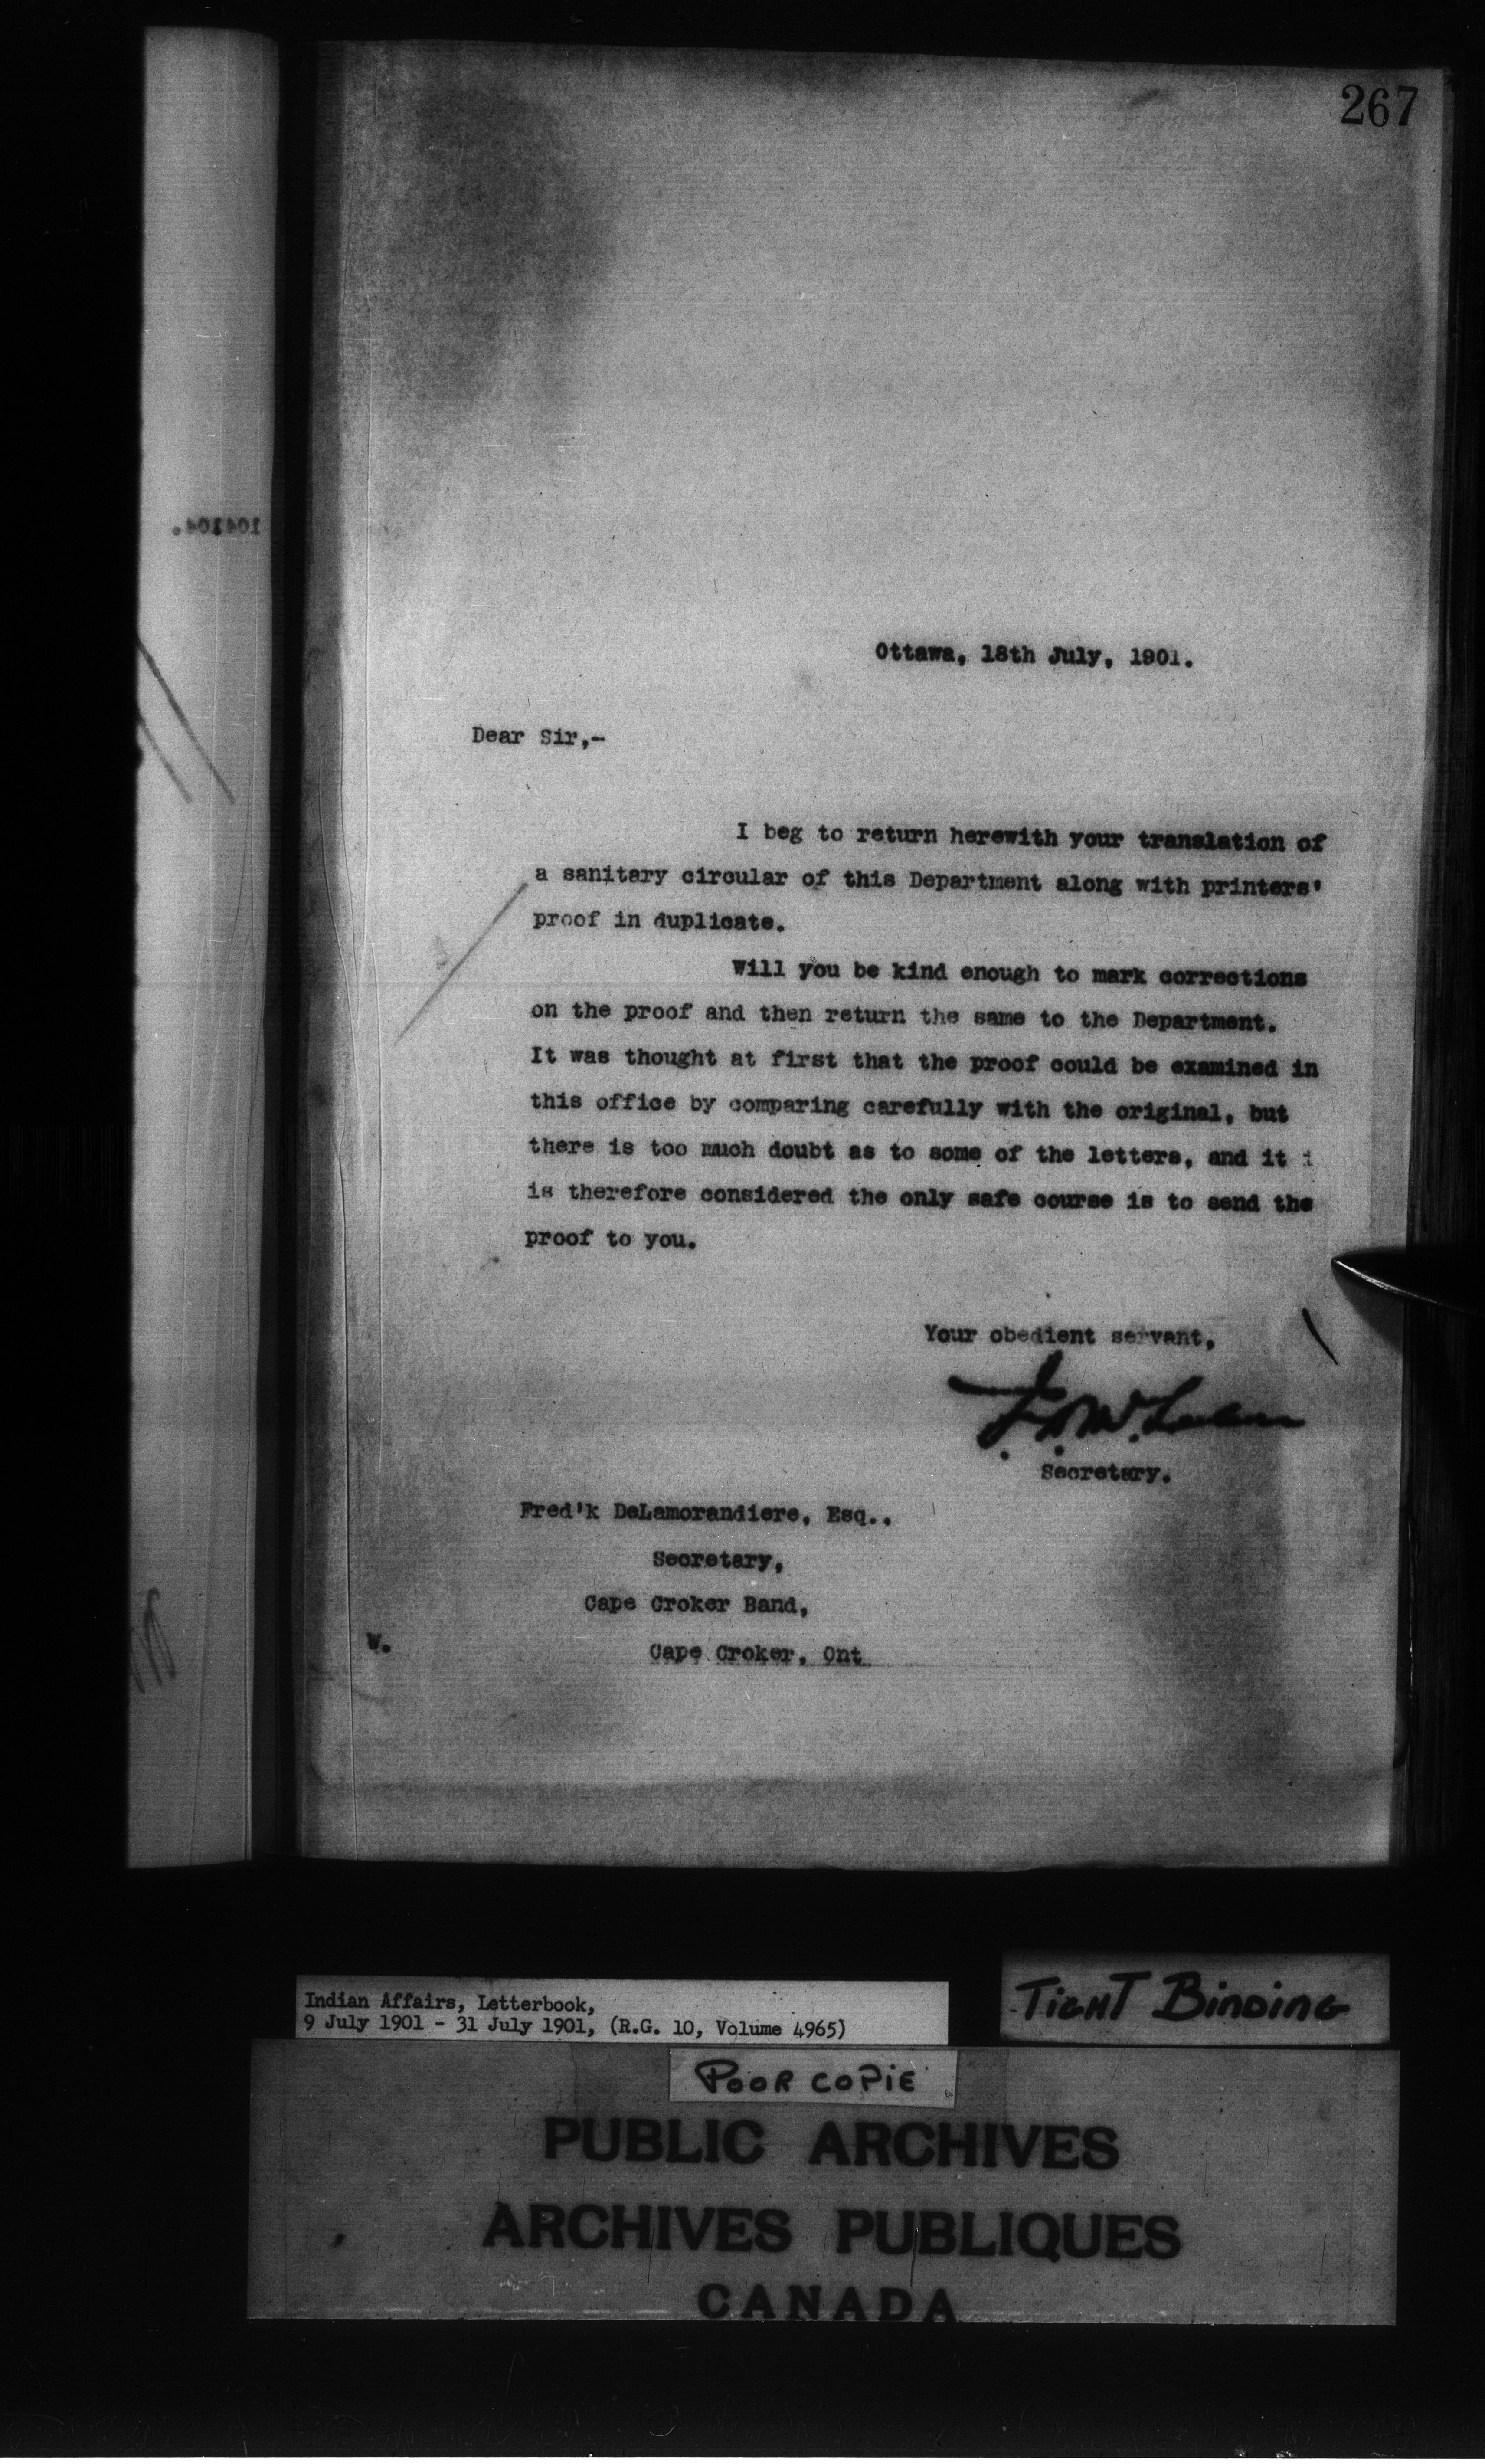 267
104104.
Ottawa, 18th July, 1901.
Dear Sir,-
I beg to return herewith your translation of
a sanitary circular of this Department along with printers'
proof in duplicate.
Will you be kind enough to mark corrections
on the proof and then return the same to the Department.
It was thought at first that the proof could be examined in
this office by comparing carefully with the original, but
there is too much doubt as to some of the letters, and it i
is therefore considered the only safe course is to send the
proof to you.
Your obedient servant,
Secretary.
Fred'k DeLamorandiere, Esq..
Secretary,
Cape Croker Band,
W.
Cape Croker, Ont
Indian Affairs, Letterbook,
9 July 1901 - 31 July 1901, (R.G. 10, Volume 4965)
TIGHT BINDING
POOR COPIE
PUBLIC ARCHIVES
ARCHIVES PUBLIQUES
CANADA